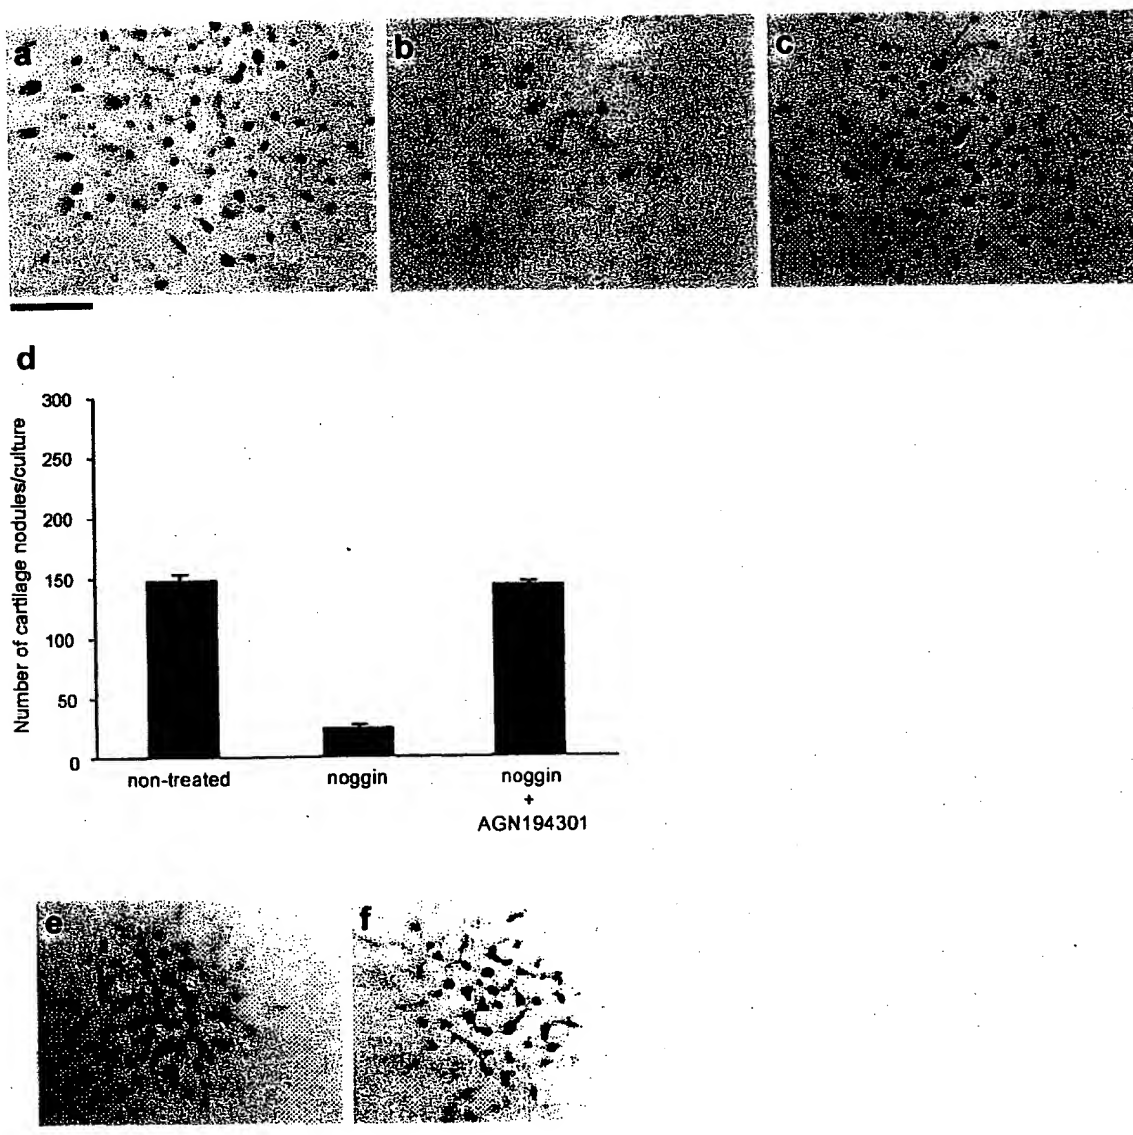 a
b
c
d
Number of cartilage nodules/culture
300
250
200
150
100
50
0
non-treated
noggin
noggin
+
AGN194301
e
f